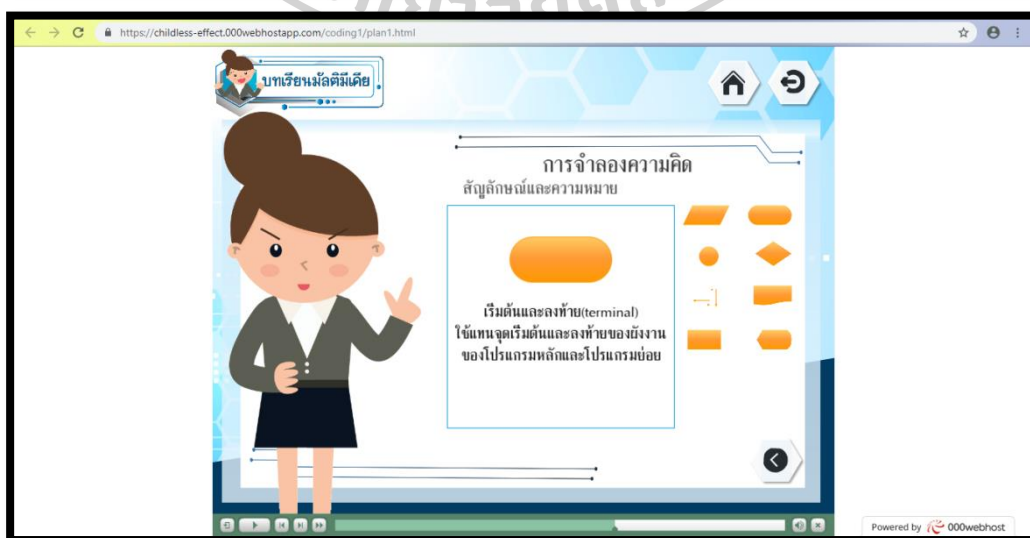 https://childless-effect.000webhostapp.com/coding1/plan1.html
บทเรียนมัลติมีเดีย
การจำลองความคิด
สัญลักษณ์และความหมาย
เริ่มต้นและลงท้าย(terminal)
ใช้แทนจุดเริ่มต้นและลงท้ายของผังงาน
ของโปรแกรมหลักและโปรแกรมย่อย
Powered by 000webhost